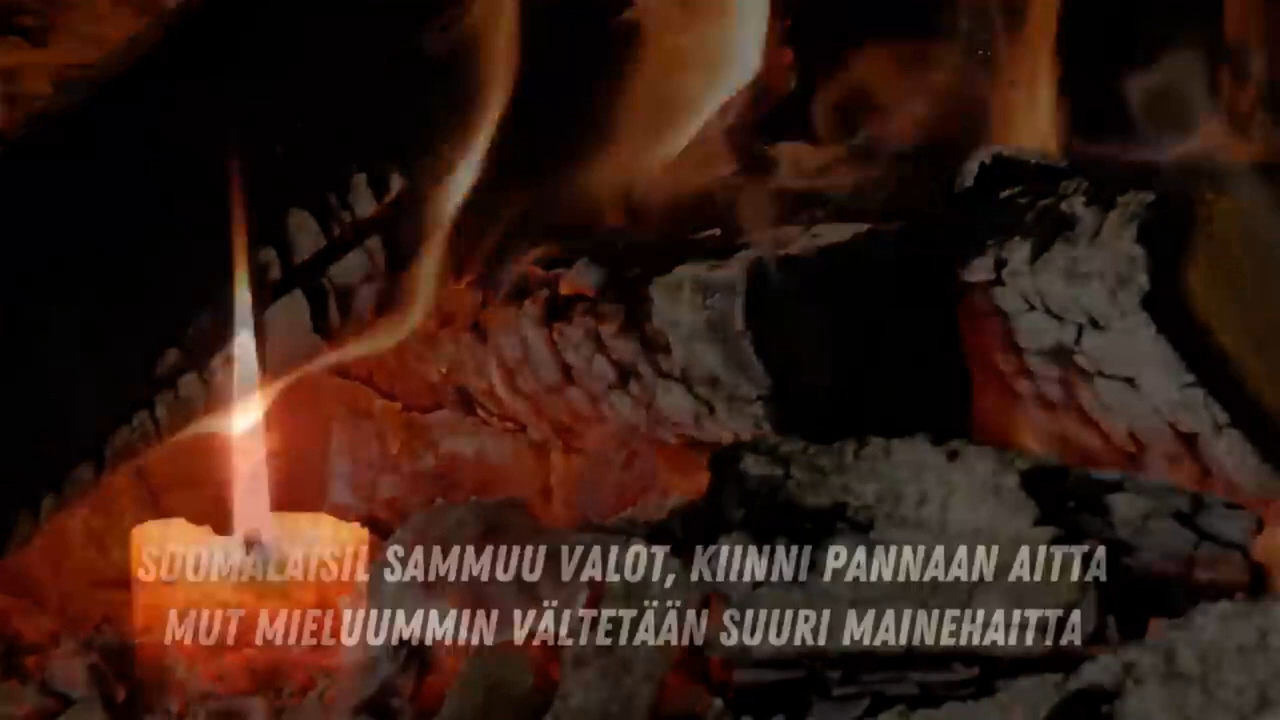 SUOMALAISIL SAMMUU VALOT, KIINNI PANNAAN AITTA
MUT MIELUUMMIN VÄLTETÄÄN SUURI MAINEHAITTA